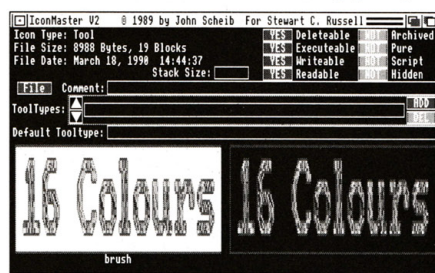 IconMaster V2 © 1989 by John Scheib For Stewart C. Russell
Icon Type: Tool YES Deleteable NOT Archived
File Size: 8988 Bytes, 19 Blocks YES Executeable NOT Pure
File Date: March 18, 1990 14:44:37 YES Writeable NOT Script
Stack Size: YES Readable NOT Hidden
File Comment:
ToolTypes: ADD
DEL
Default Tooltype:
16 Colours 16 Colours
brush